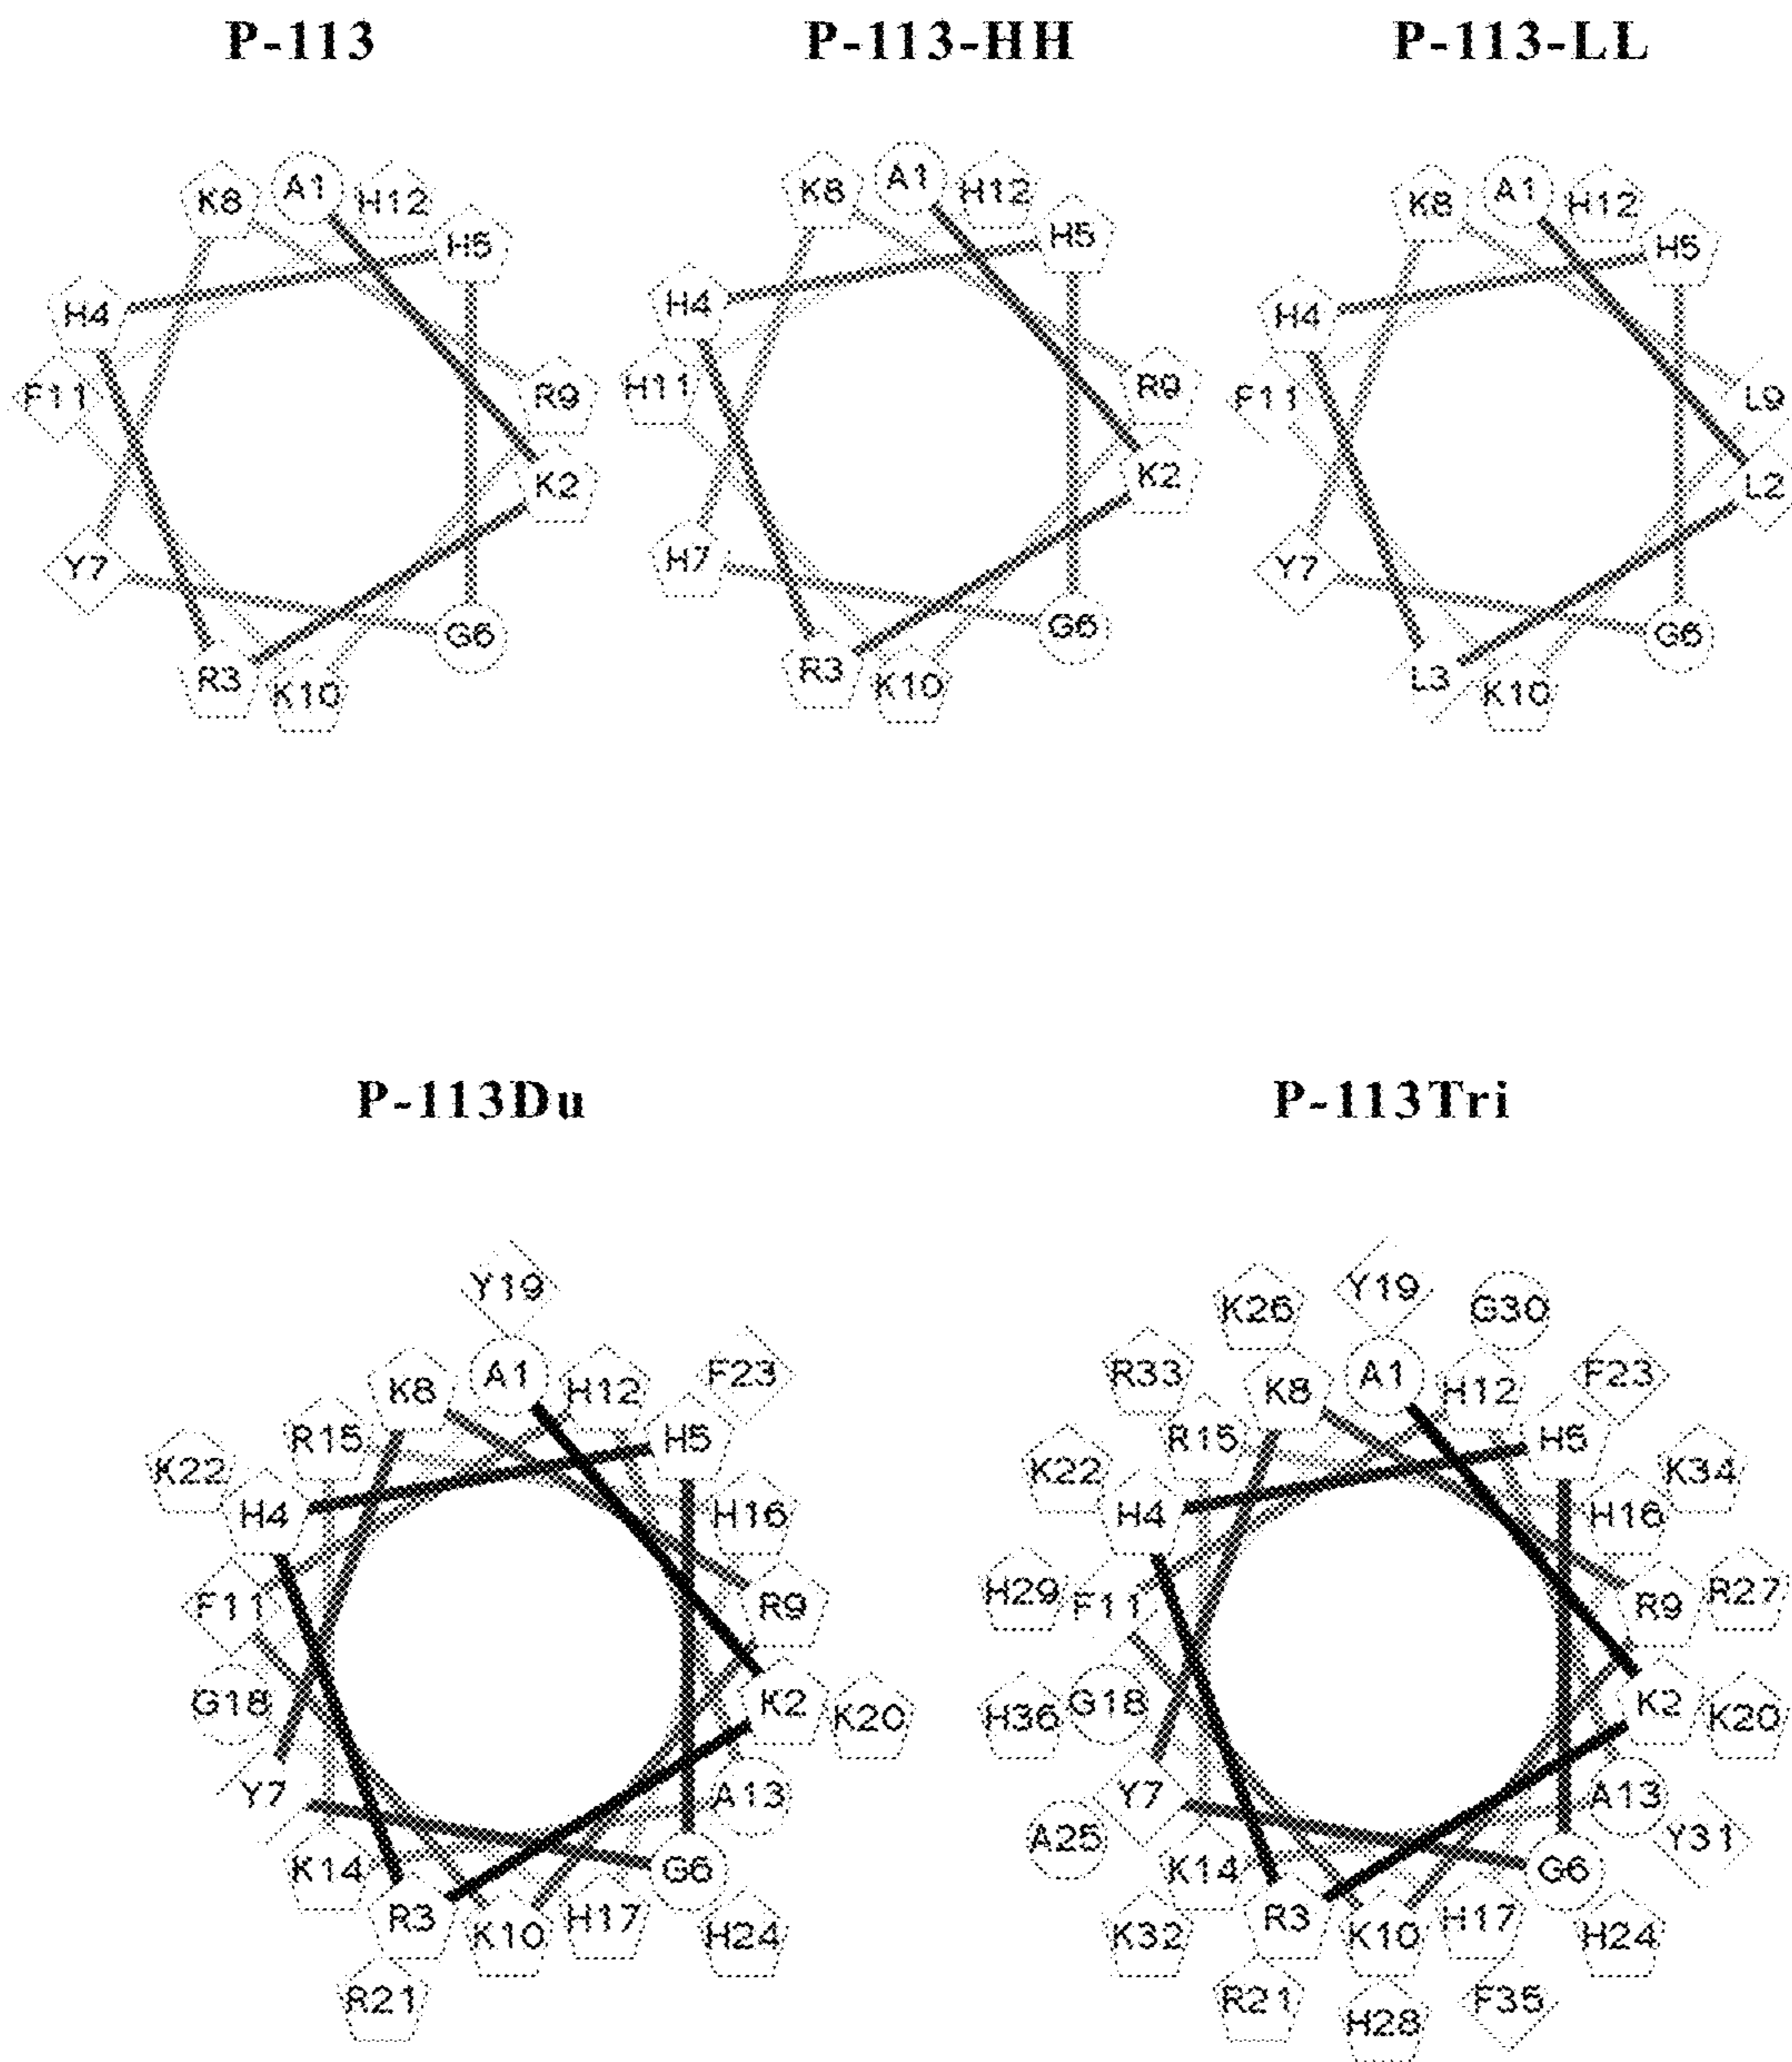 P-113 P-113-HH P-113-LL
K8 A1 H12 K8 A1 H12 K8 A1 H12
H5 H5 H5
H4 H4 H4
F11 R9 H11 R9 F11 L9
K2 K2 L2
Y7 H7 Y7
G6 G6 G6
R3 K10 R3 K10 L3 K10
P-113Du P-113Tri
Y19 Y19
K26 G30
A1 F23 R33 A1 F23
K8 H12 K8 H12
R15 H5 R15 H5
K22 K22 K34
H4 H16 H4 H16
F11 R9 H29 F11 R9 R27
G18 K2 K20 H36 G18 K2 K20
Y7 A13 Y7 A13
A25 Y31
K14 G6 K14 G6
R3 K10 H17 H24 K32 R3 K10 H17 H24
R21 R21 H28 F35